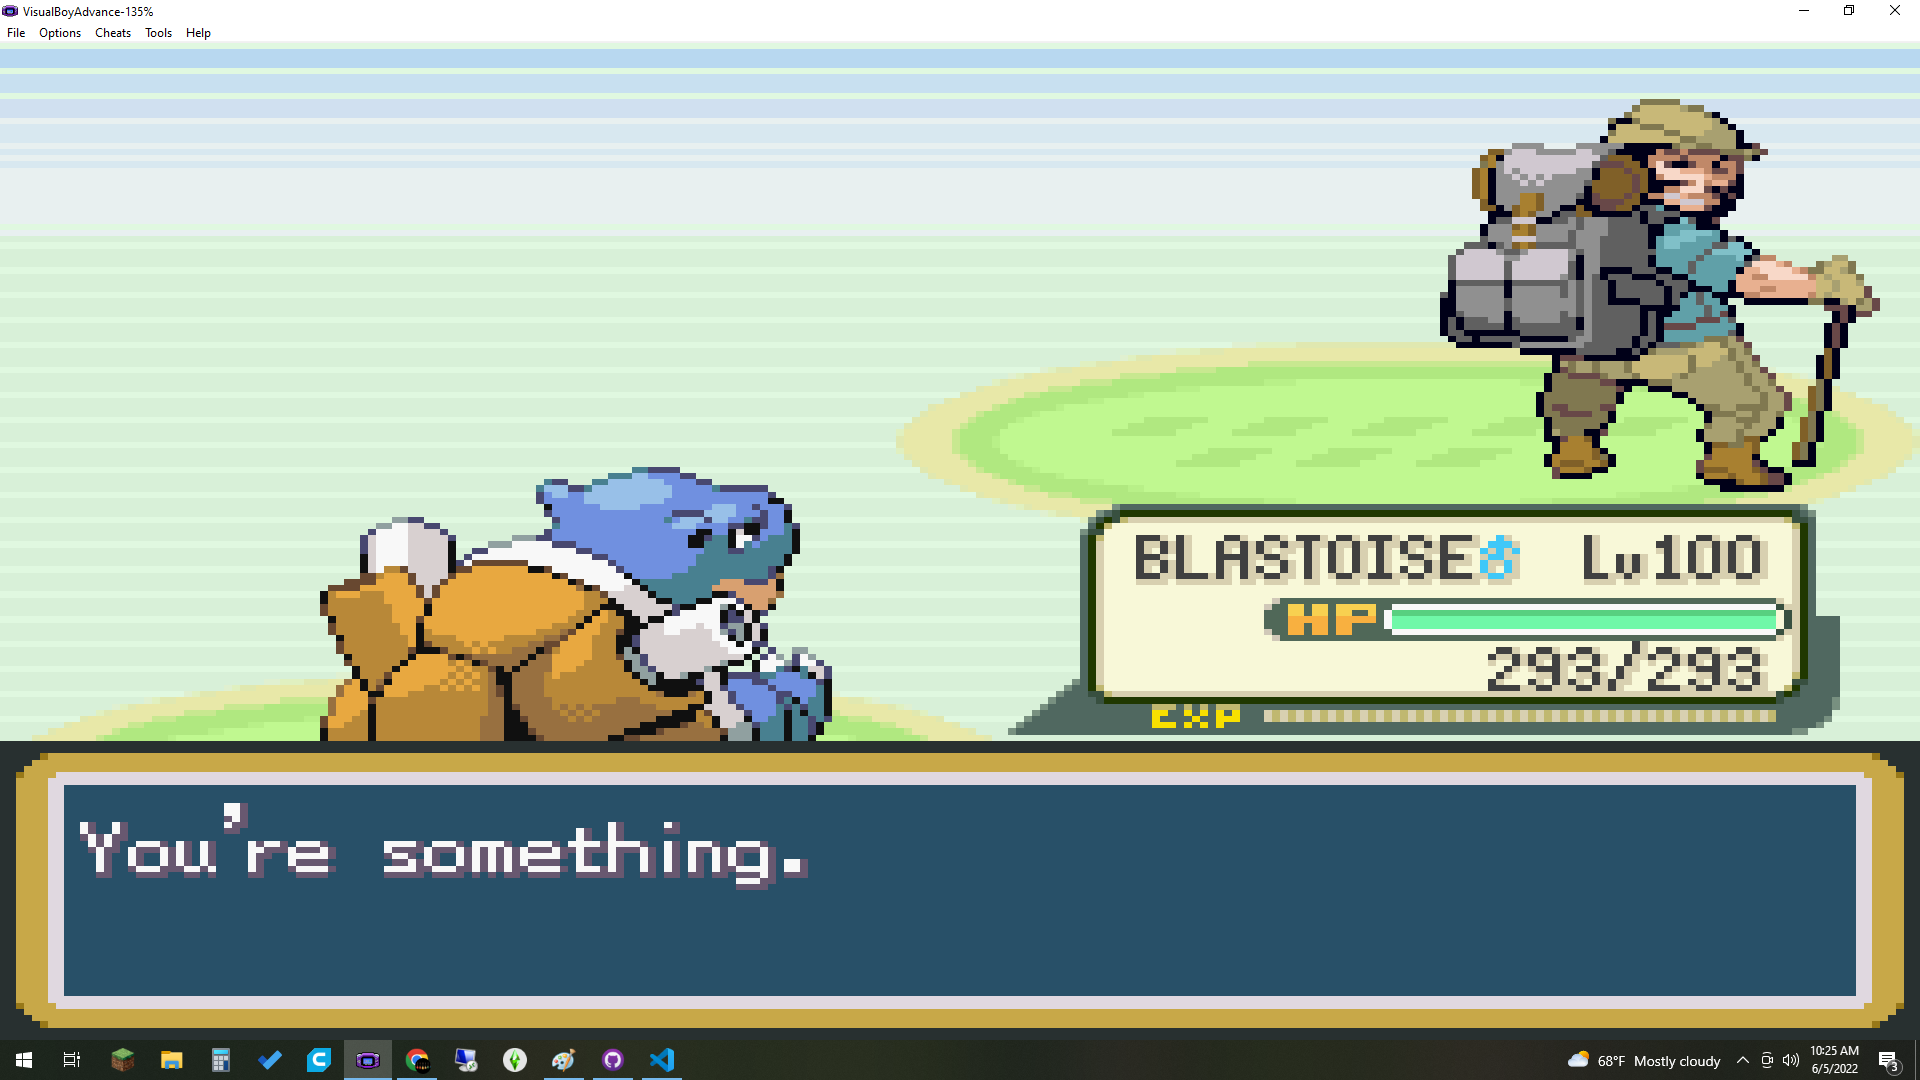 VisualBoyAdvance-135%
File Options Cheats Tools Help
BLASTOISE♂ Lv100
HP
293/293
EXP
You're something.
68°F Mostly cloudy
10:25 AM
6/5/2022
3